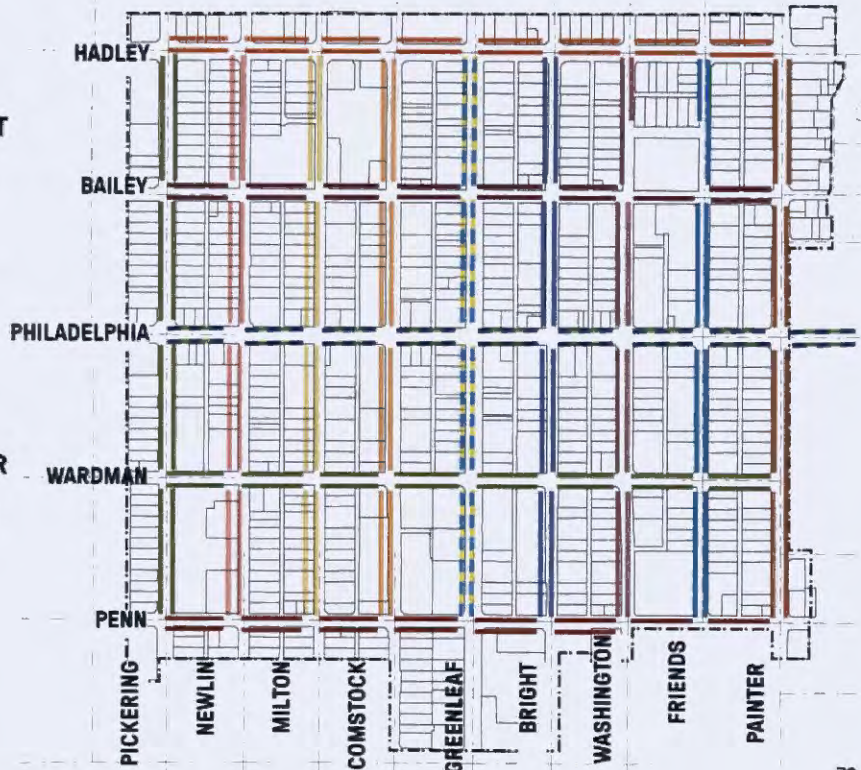 HADLEY
T
BAILEY
PHILADELPHIA
R
WARDMAN
PENN
PICKERING
NEWLIN
MILTON
COMSTOCK
GREENLEAF
BRIGHT
WASHINGTON
FRIENDS
PAINTER